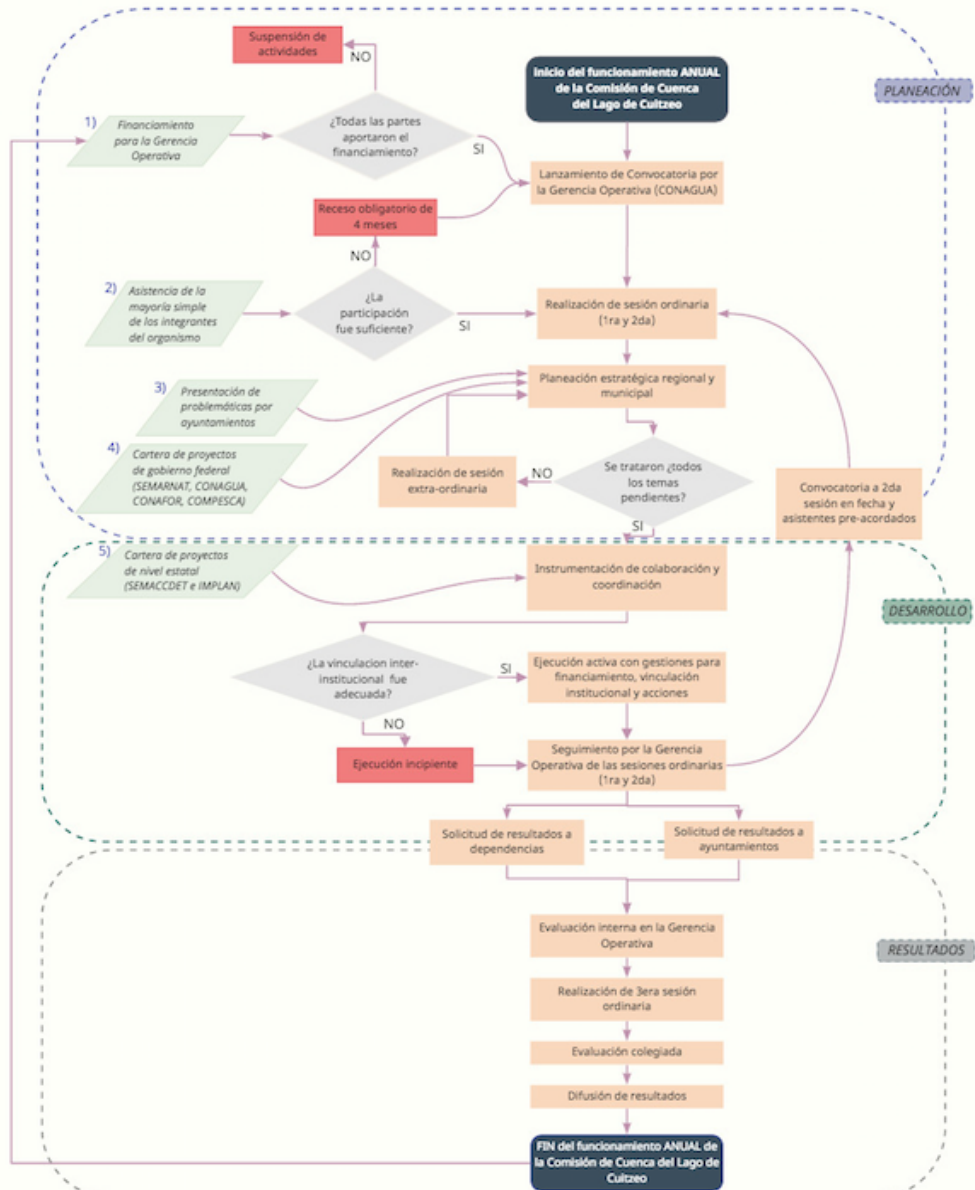 Suspensión de
actividades
NO
Inicio del funcionamiento ANUAL
de la Comisión de Cuenca
del Lago de Cuitzeo
PLANEACIÓN
1)
Financiamiento
para la Gerencia
Operativa
¿Todas las partes
aportaron el
financiamiento?
SI
Lanzamiento de Convocatoria por
la Gerencia Operativa (CONAGUA)
Receso obligatorio de
4 meses
NO
2)
Asistencia de la
mayoría simple
de los integrantes
del organismo
¿La
participación
fue suficiente?
SI
Realización de sesión ordinaria
(1ra y 2da)
3)
Presentación de
problemáticas por
ayuntamientos
Planeación estratégica regional y
municipal
4)
Cartera de proyectos
de gobierno federal
(SEMARNAT, CONAGUA,
CONAFOR, COMPESCA)
Realización de sesión
extra-ordinaria
NO
Se trataron ¿todos
los temas
pendientes?
SI
Convocatoria a 2da
sesión en fecha y
asistentes pre-acordados
5)
Cartera de proyectos
de nivel estatal
(SEMACCDET e IMPLAN)
Instrumentación de colaboración y
coordinación
DESARROLLO
¿La vinculacion inter-
institucional fue
adecuada?
SI
Ejecución activa con gestiones para
financiamiento, vinculación
institucional y acciones
NO
Ejecución incipiente
Seguimiento por la Gerencia
Operativa de las sesiones ordinarias
(1ra y 2da)
Solicitud de resultados a
dependencias
Solicitud de resultados a
ayuntamientos
Evaluación interna en la Gerencia
Operativa
RESULTADOS
Realización de 3era sesión
ordinaria
Evaluación colegiada
Difusión de resultados
FIN del funcionamiento ANUAL de
la Comisión de Cuenca del Lago de
Cuitzeo